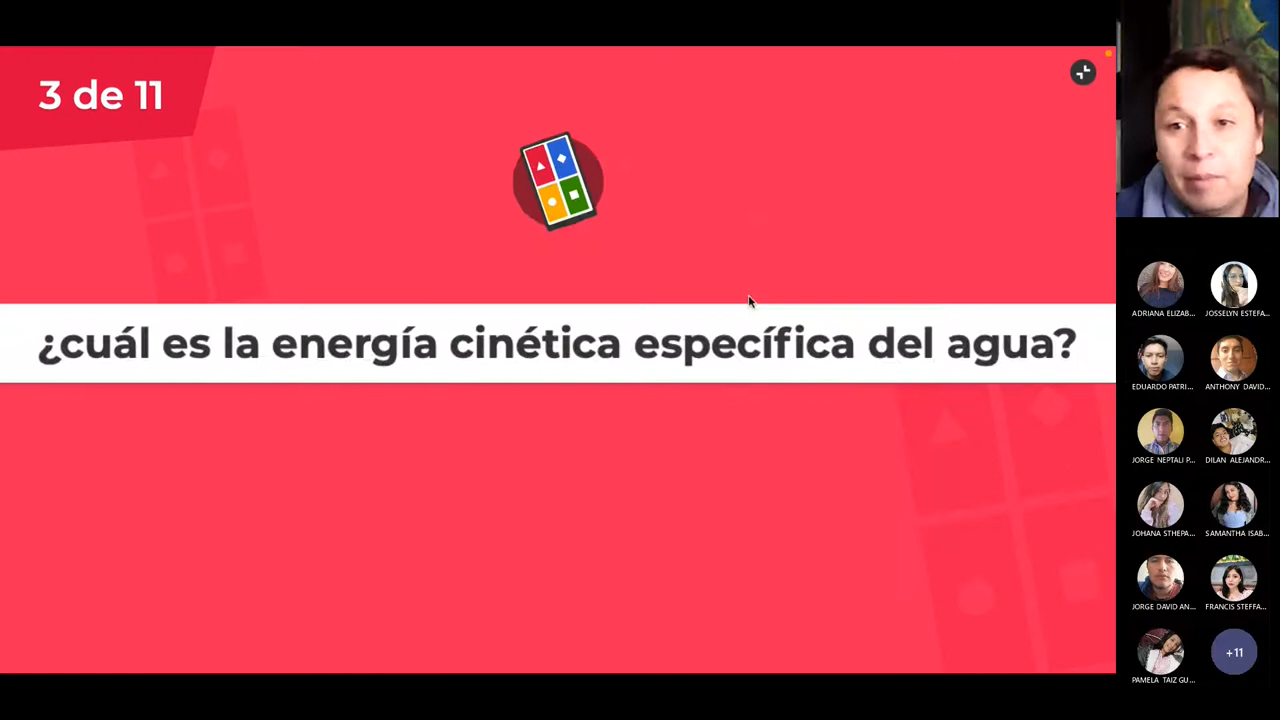 3 de 11
¿cuál es la energía cinética específica del agua?
ADRIANA ELIZAB...
JOSSELYN ESTEFA...
EDUARDO PATRI...
ANTHONY DAVID...
JORGE NEPTALI P...
DILAN ALEJANDR...
JOHANA STHEPA...
SAMANTHA ISAB...
JORGE DAVID AN...
FRANCIS STEFFA...
PAMELA TAIZ GU...
+11